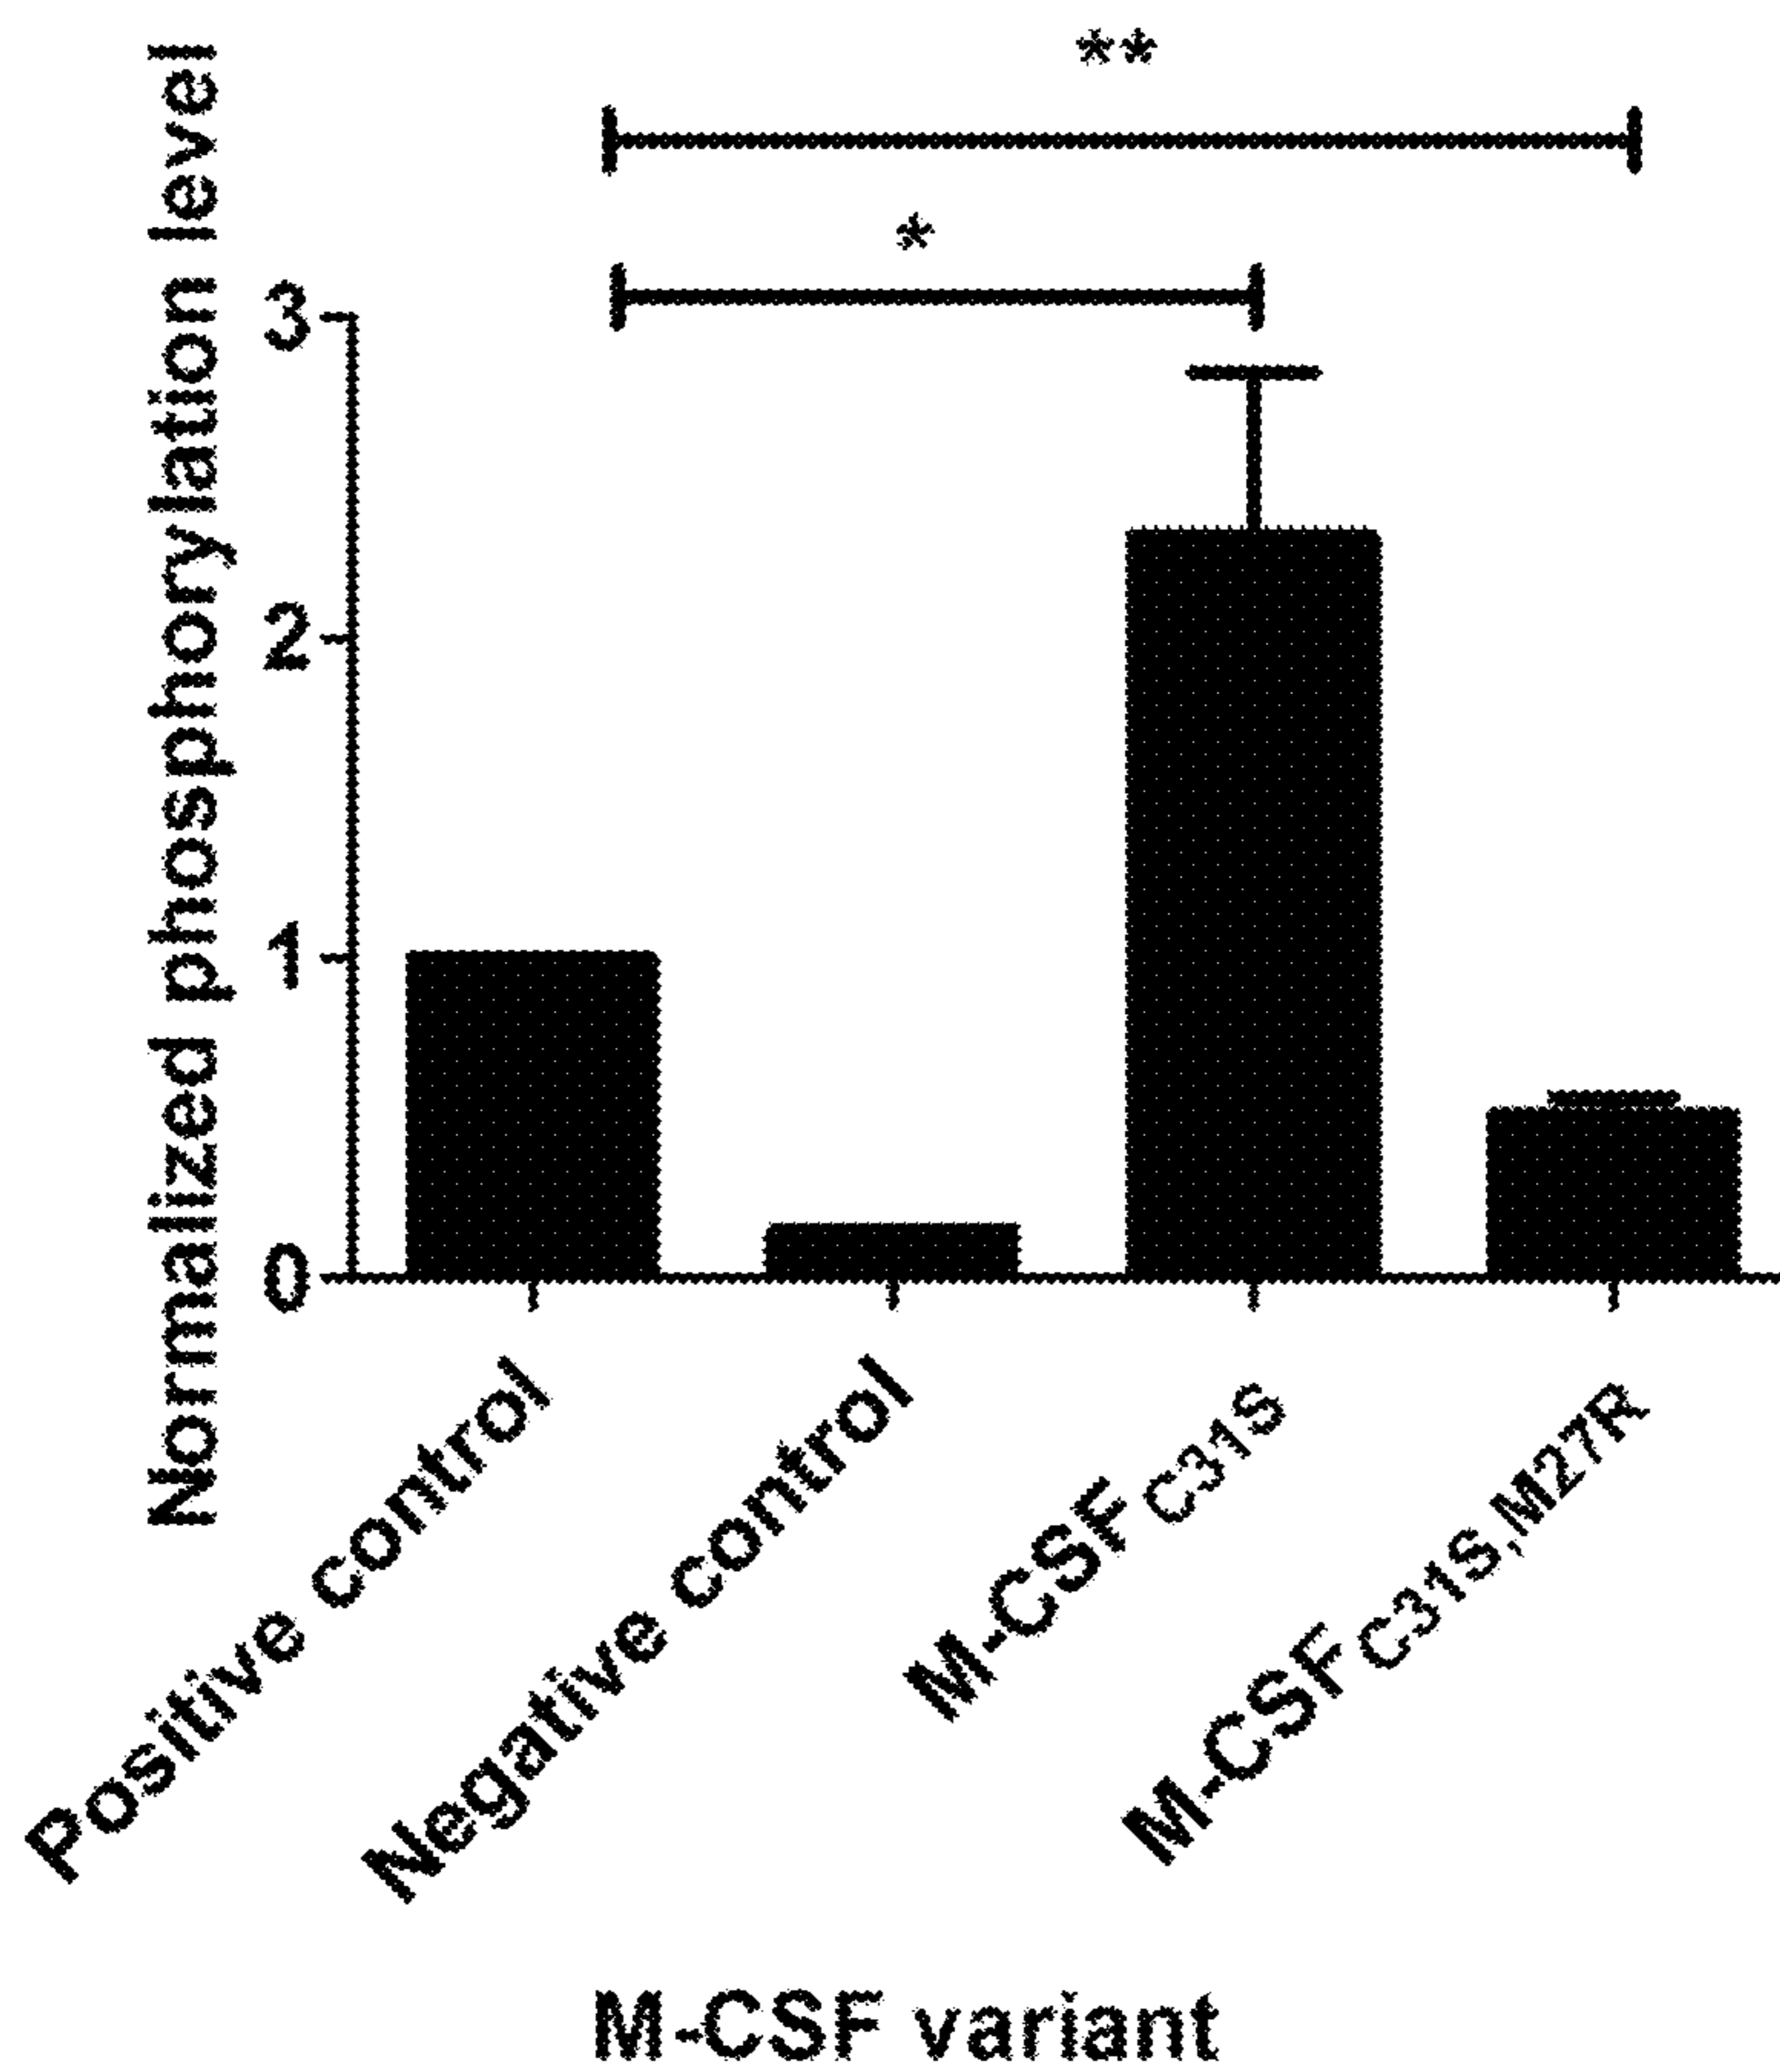 **
*
Normalized phosphorylation level
3
2
1
0
Positive control
Negative control
M-CSF C31S
M-CSF C31S,M27R
M-CSF variant